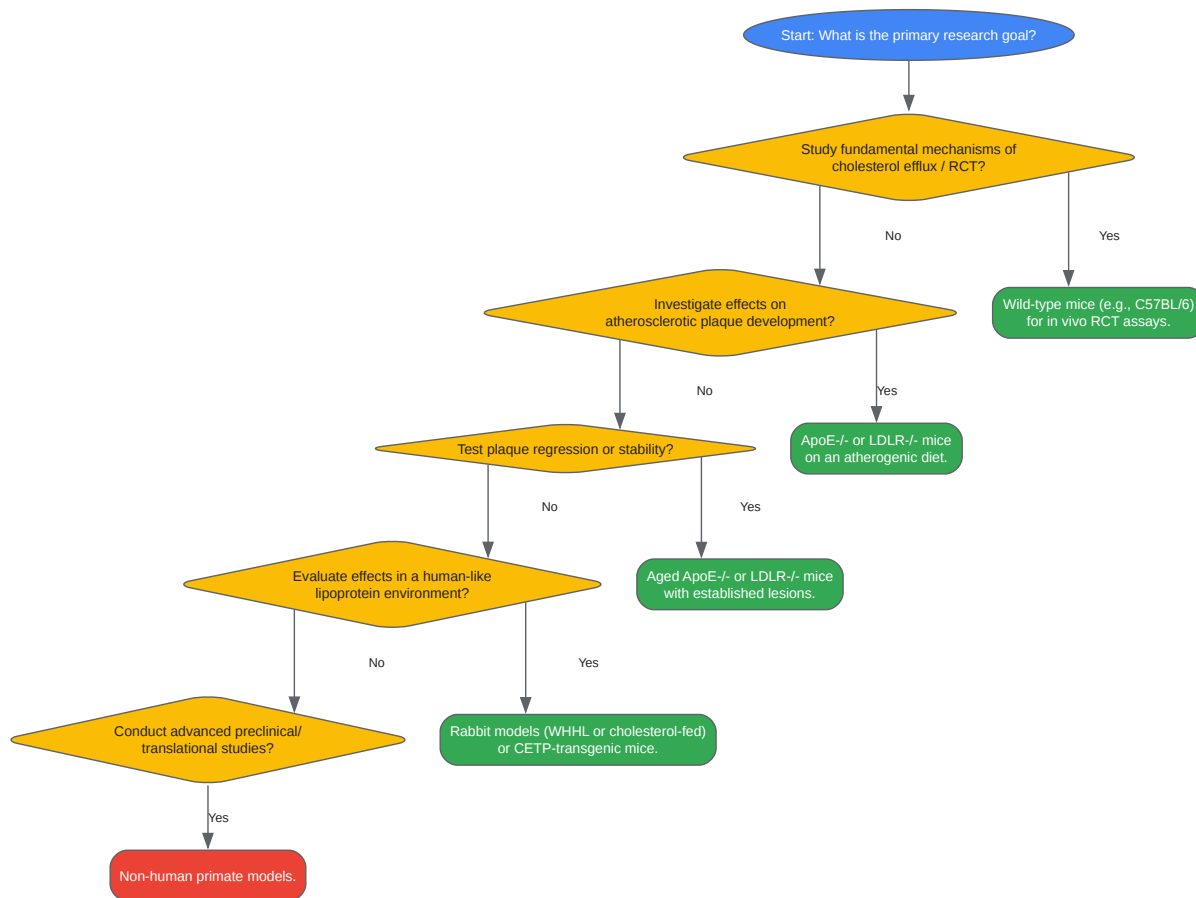 Start: What is the primary research goal?
Study fundamental mechanisms of
cholesterol efflux / RCT?
No
Yes
Wild-type mice (e.g., C57BL/6)
for in vivo RCT assays.
Investigate effects on
atherosclerotic plaque development?
No
Yes
ApoE-/- or LDLR-/- mice
on an atherogenic diet.
Test plaque regression or stability?
No
Yes
Aged ApoE-/- or LDLR-/- mice
with established lesions.
Evaluate effects in a human-like
lipoprotein environment?
No
Yes
Rabbit models (WHHL or cholesterol-fed)
or CETP-transgenic mice.
Conduct advanced preclinical/
translational studies?
Yes
Non-human primate models.